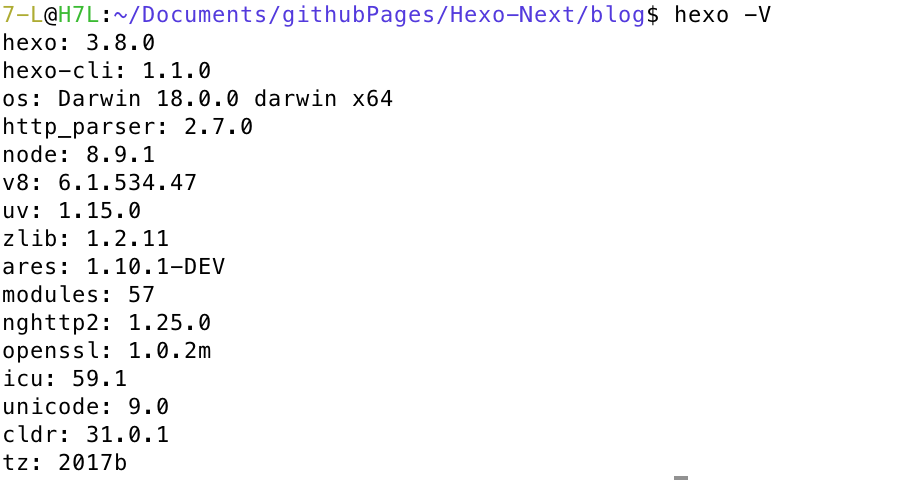 7-L@H7L:~/Documents/githubPages/Hexo-Next/blog$ hexo -V
hexo: 3.8.0
hexo-cli: 1.1.0
os: Darwin 18.0.0 darwin x64
http_parser: 2.7.0
node: 8.9.1
v8: 6.1.534.47
uv: 1.15.0
zlib: 1.2.11
ares: 1.10.1-DEV
modules: 57
nghttp2: 1.25.0
openssl: 1.0.2m
icu: 59.1
unicode: 9.0
cldr: 31.0.1
tz: 2017b